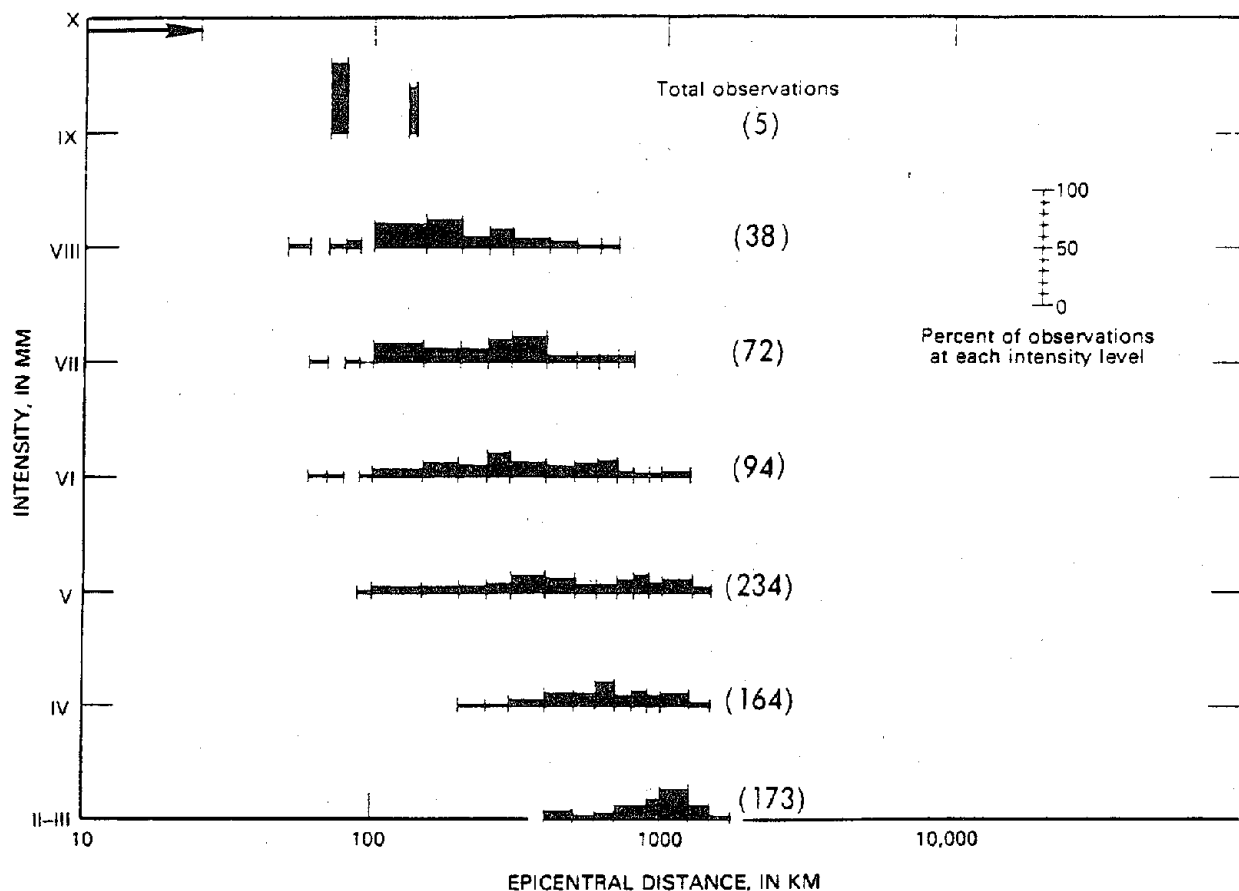 X
IX
VIII
VII
VI
V
IV
II–III
INTENSITY, IN MM
Total observations
(5)
(38)
(72)
(94)
(234)
(164)
(173)
100
50
0
Percent of observations
at each intensity level
10
100
1000
10,000
EPICENTRAL DISTANCE, IN KM